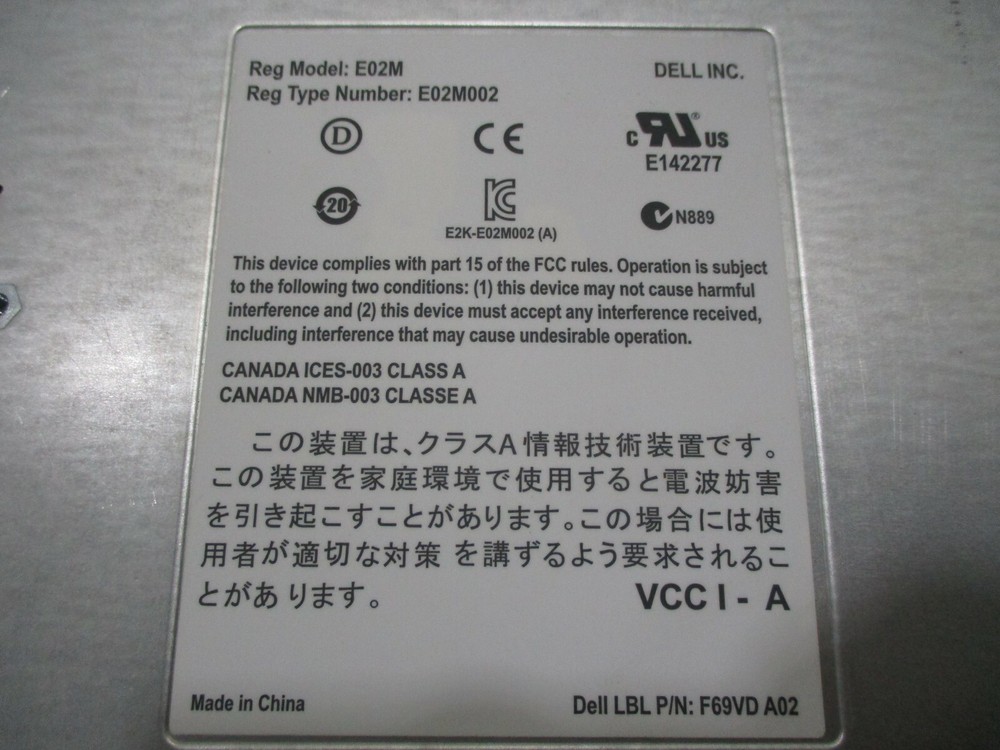 Reg Model: E02M
DELL INC.
Reg Type Number: E02M002
D
CE
c RU® US
E142277
20
KC
E2K-E02M002 (A)
N889
This device complies with part 15 of the FCC rules. Operation is subject
to the following two conditions: (1) this device may not cause harmful
interference and (2) this device must accept any interference received,
including interference that may cause undesirable operation.
CANADA ICES-003 CLASS A
CANADA NMB-003 CLASSE A
この装置は、クラスA情報技術装置です。
この装置を家庭環境で使用すると電波妨害
を引き起こすことがあります。この場合には使
用者が適切な対策 を講ずるよう要求されるこ
とがあ ります。
VCC I - A
Made in China
Dell LBL P/N: F69VD A02